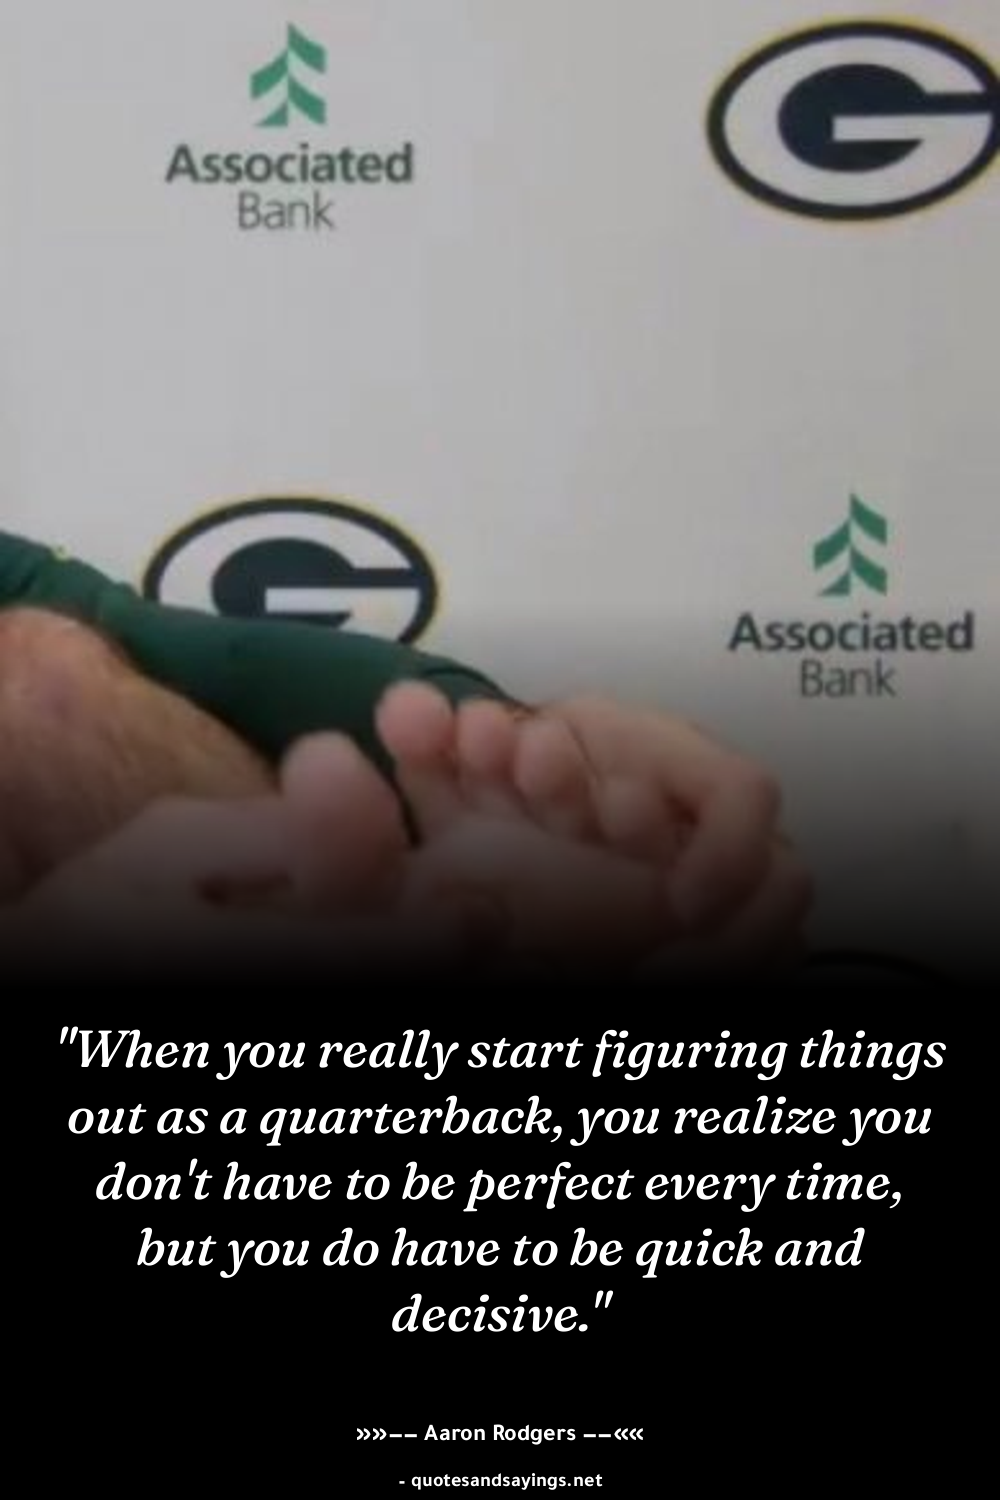 Associated
Bank
G
G
Associated
Bank
"When you really start figuring things
out as a quarterback, you realize you
don't have to be perfect every time,
but you do have to be quick and
decisive."
»»−− Aaron Rodgers −−««
- quotesandsayings.net